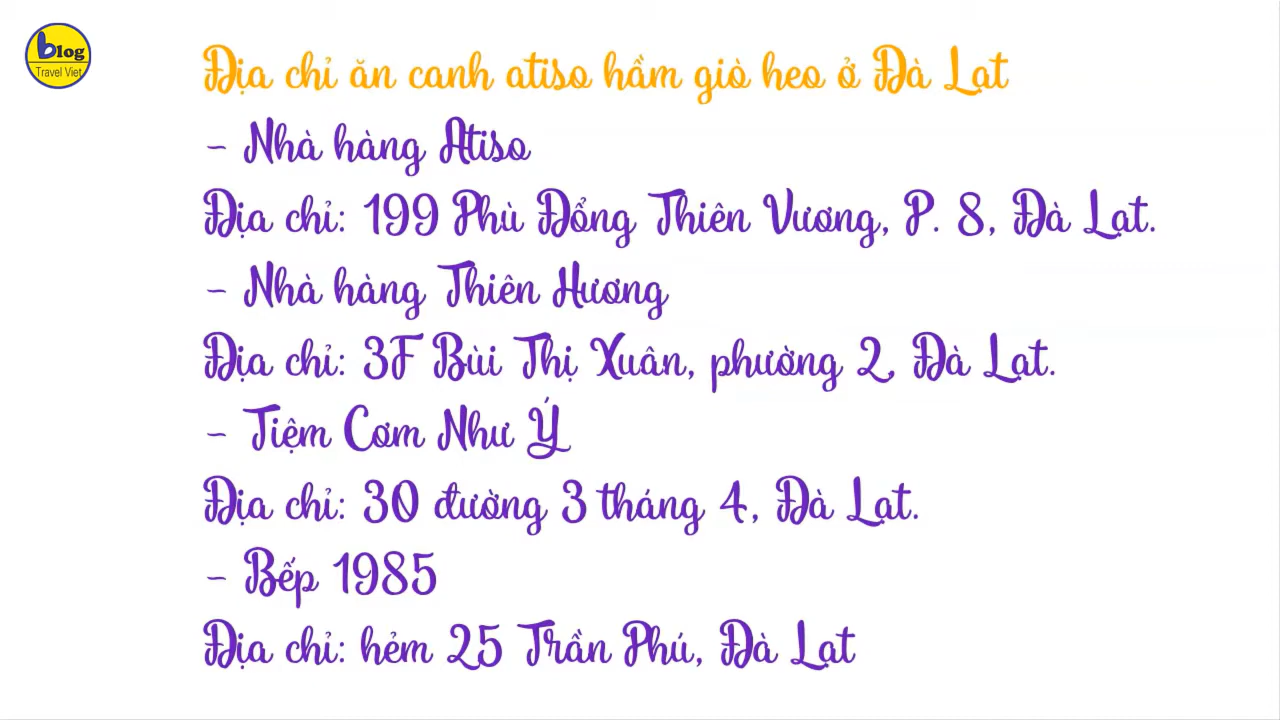 blog
Travel Viet
Địa chỉ ăn canh atiso hầm giò heo ở Đà Lạt
- Nhà hàng Atiso
Địa chỉ: 199 Phù Đổng Thiên Vương, P. 8, Đà Lạt.
- Nhà hàng Thiên Hương
Địa chỉ: 3F Bùi Thị Xuân, phường 2, Đà Lạt.
- Tiệm Cơm Như Ý
Địa chỉ: 30 đường 3 tháng 4, Đà Lạt.
- Bếp 1985
Địa chỉ: hẻm 25 Trần Phú, Đà Lạt